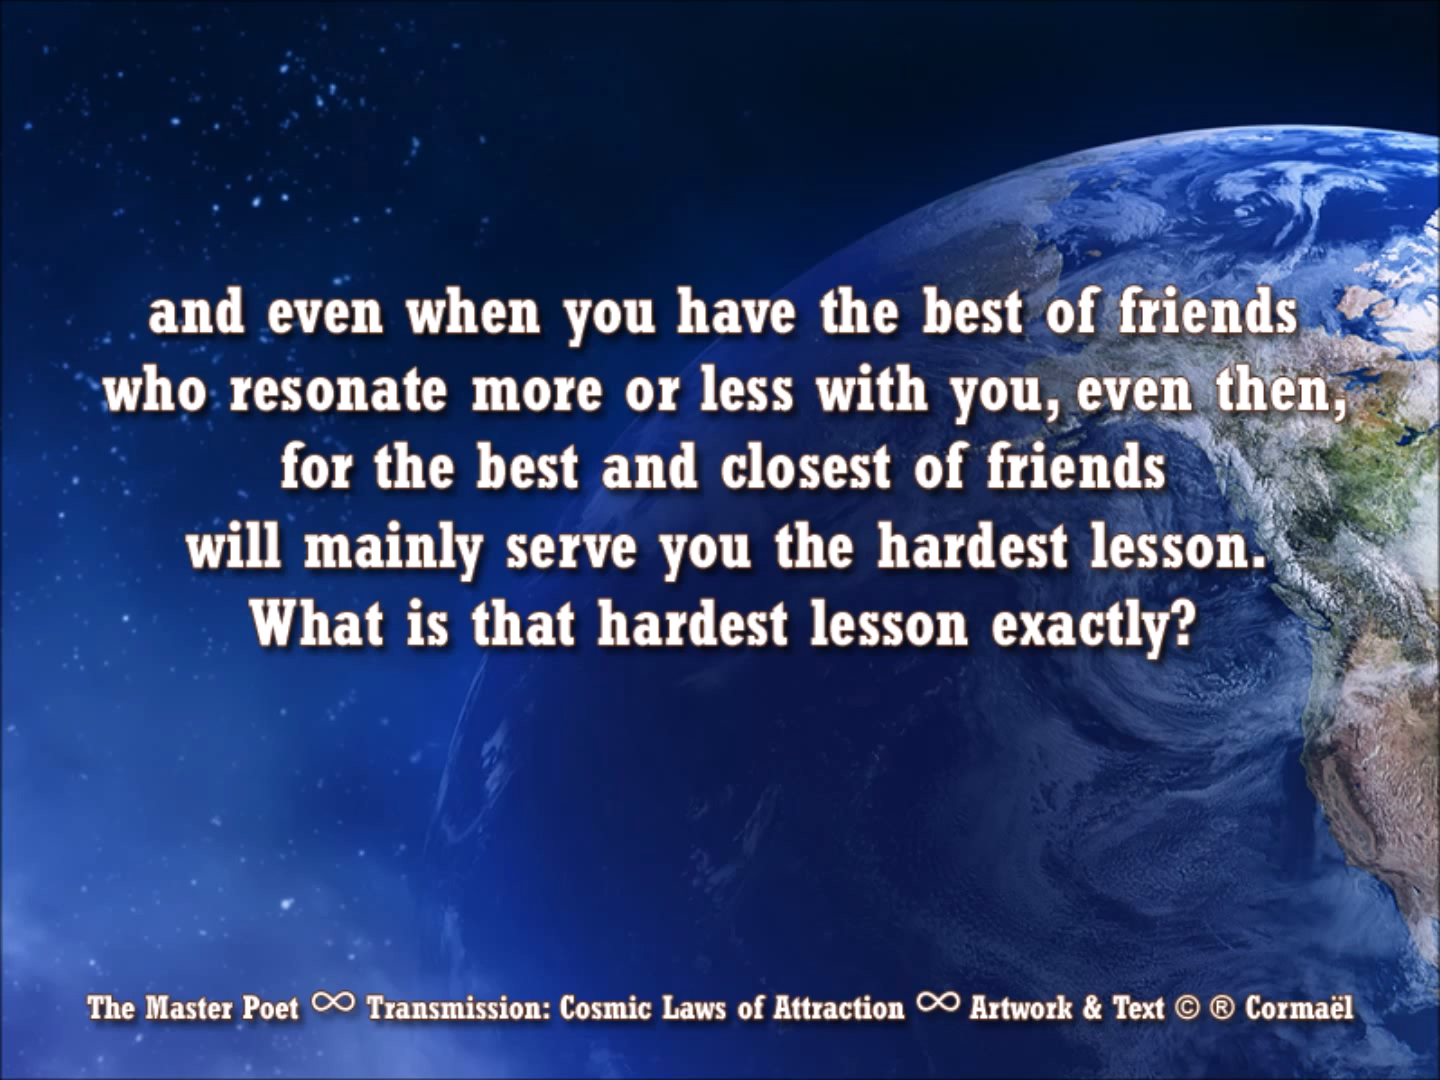 and even when you have the best of friends
who resonate more or less with you, even then,
for the best and closest of friends
will mainly serve you the hardest lesson.
What is that hardest lesson exactly?
The Master Poet ∞ Transmission: Cosmic Laws of Attraction ∞ Artwork & Text © ® Cormaël